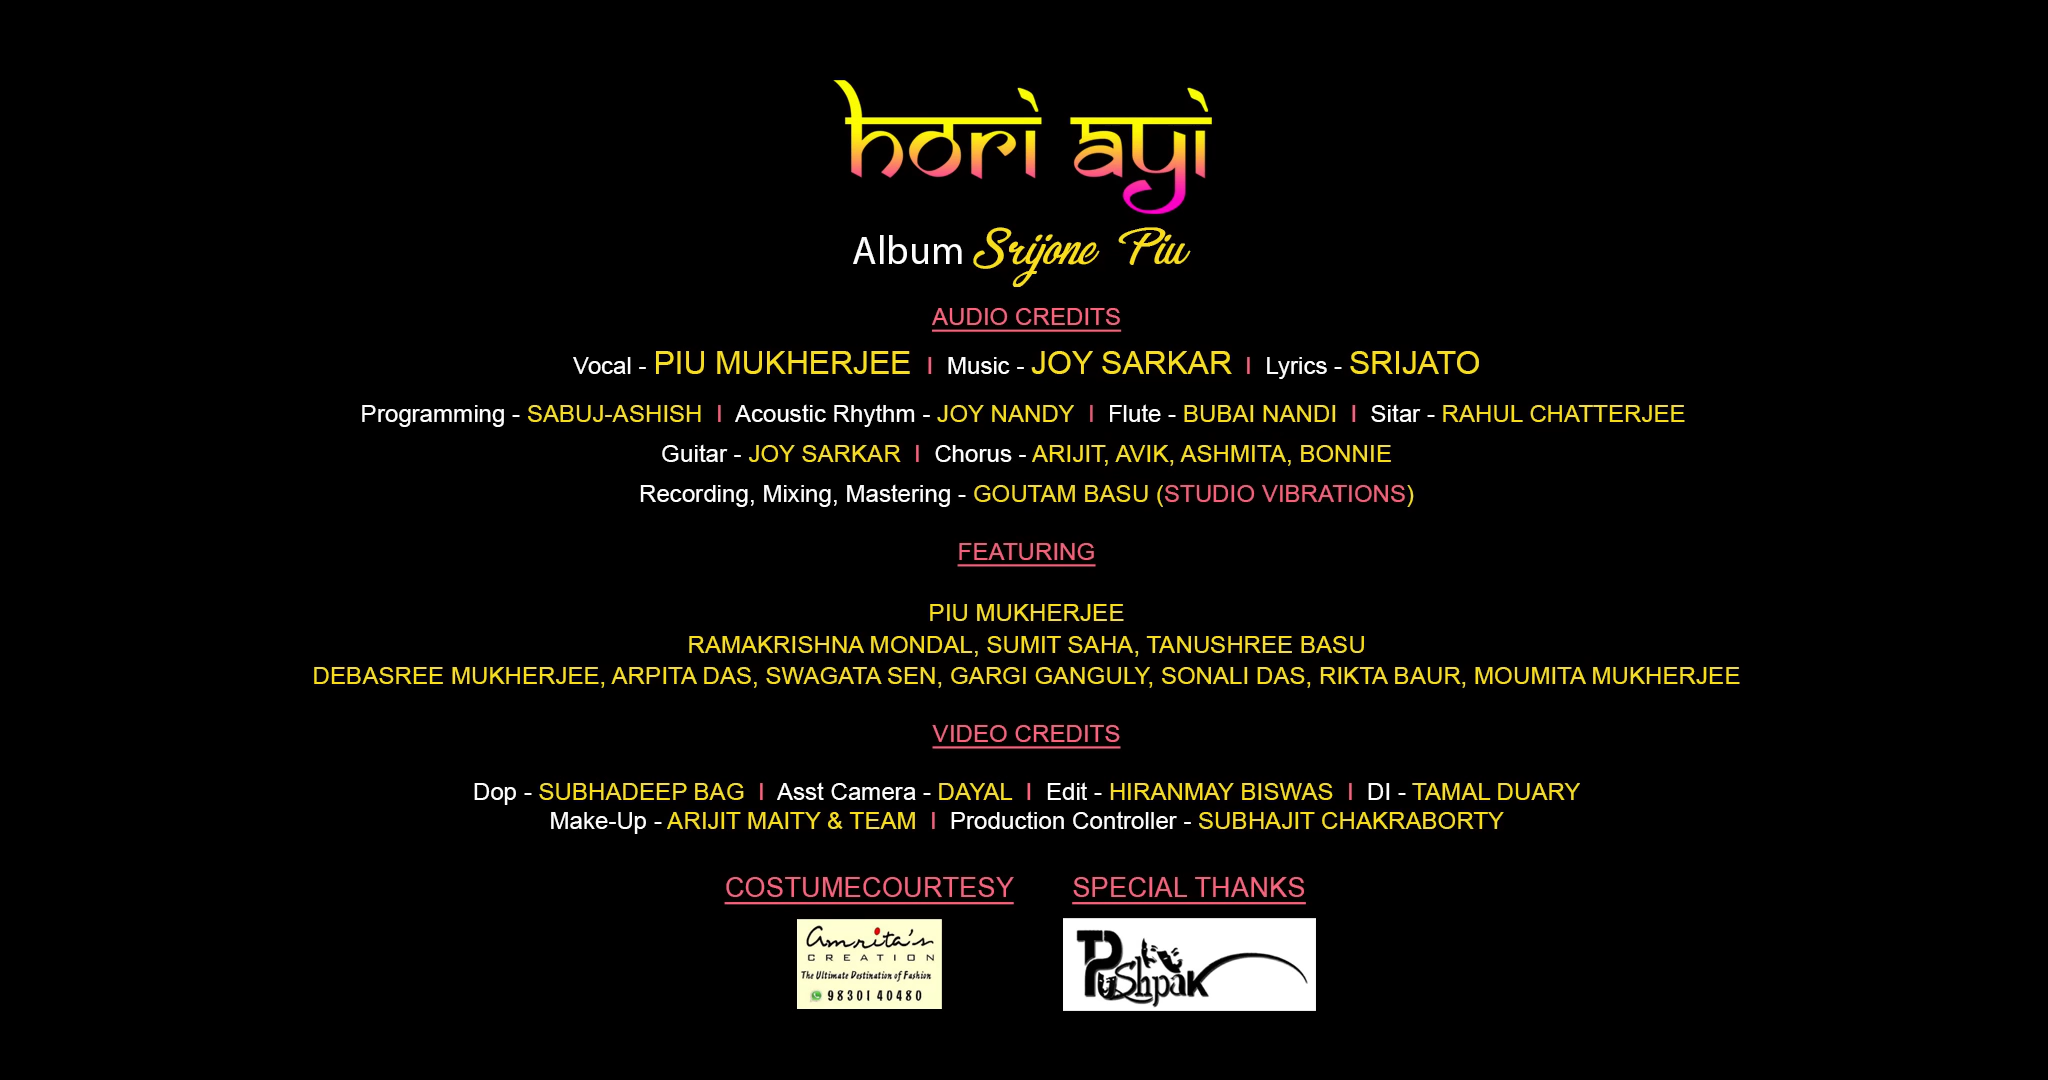 hori ayi
Album Srijone Piu
AUDIO CREDITS
Vocal - PIU MUKHERJEE I Music - JOY SARKAR I Lyrics - SRIJATO
Programming - SABUJ-ASHISH I Acoustic Rhythm - JOY NANDY I Flute - BUBAI NANDI I Sitar - RAHUL CHATTERJEE
Guitar - JOY SARKAR I Chorus - ARIJIT, AVIK, ASHMITA, BONNIE
Recording, Mixing, Mastering - GOUTAM BASU (STUDIO VIBRATIONS)
FEATURING
PIU MUKHERJEE
RAMAKRISHNA MONDAL, SUMIT SAHA, TANUSHREE BASU
DEBASREE MUKHERJEE, ARPITA DAS, SWAGATA SEN, GARGI GANGULY, SONALI DAS, RIKTA BAUR, MOUMITA MUKHERJEE
VIDEO CREDITS
Dop - SUBHADEEP BAG I Asst Camera - DAYAL I Edit - HIRANMAY BISWAS I DI - TAMAL DUARY
Make-Up - ARIJIT MAITY & TEAM I Production Controller - SUBHAJIT CHAKRABORTY
COSTUMECOURTESY SPECIAL THANKS
amrita's
CREATION
The Ultimate Destination of Fashion
98301 40480
Pushpak